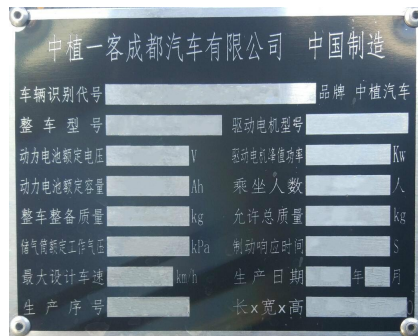 中植一客成都汽车有限公司 中国制造
车辆识别代号 品牌 中植汽车
整车型号 驱动电机型号
动力电池额定电压 V 驱动电机峰值功率 Kw
动力电池额定容量 Ah 乘坐人数 人
整车整备质量 kg 允许总质量 kg
储气筒额定工作气压 kPa 制动响应时间 S
最大设计车速 km/h 生产日期 年 月
生产序号 长x宽x高